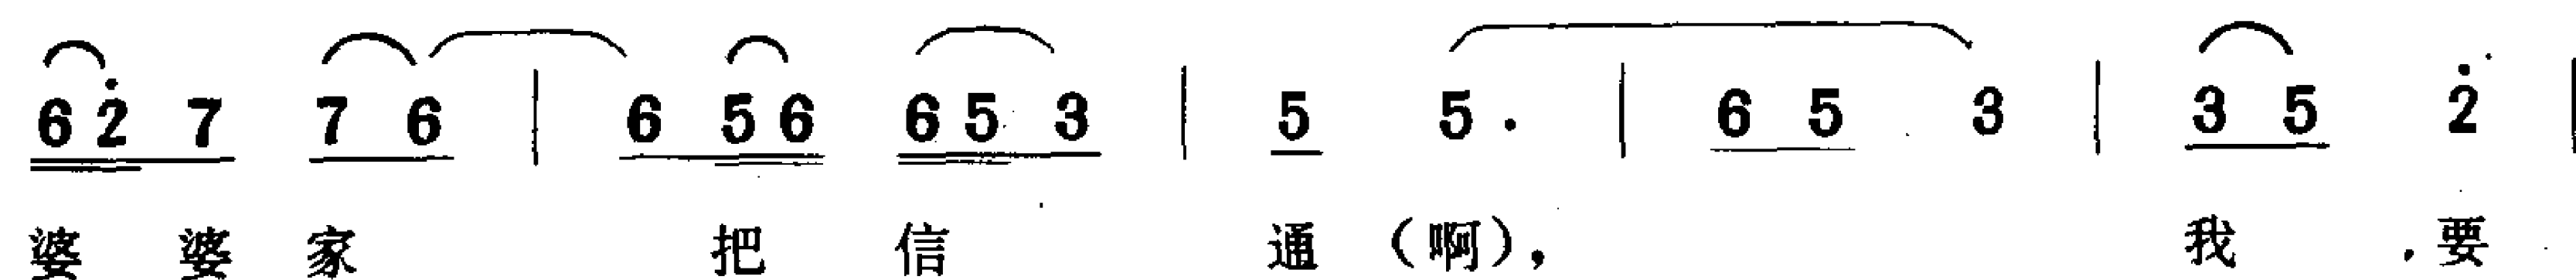 6 2̇ 7 7 6 | 6 5 6 6 5 3 | 5 5. | 6 5 3 | 3 5 2̇ |
婆 婆 家 把 信 通 (啊), 我 要